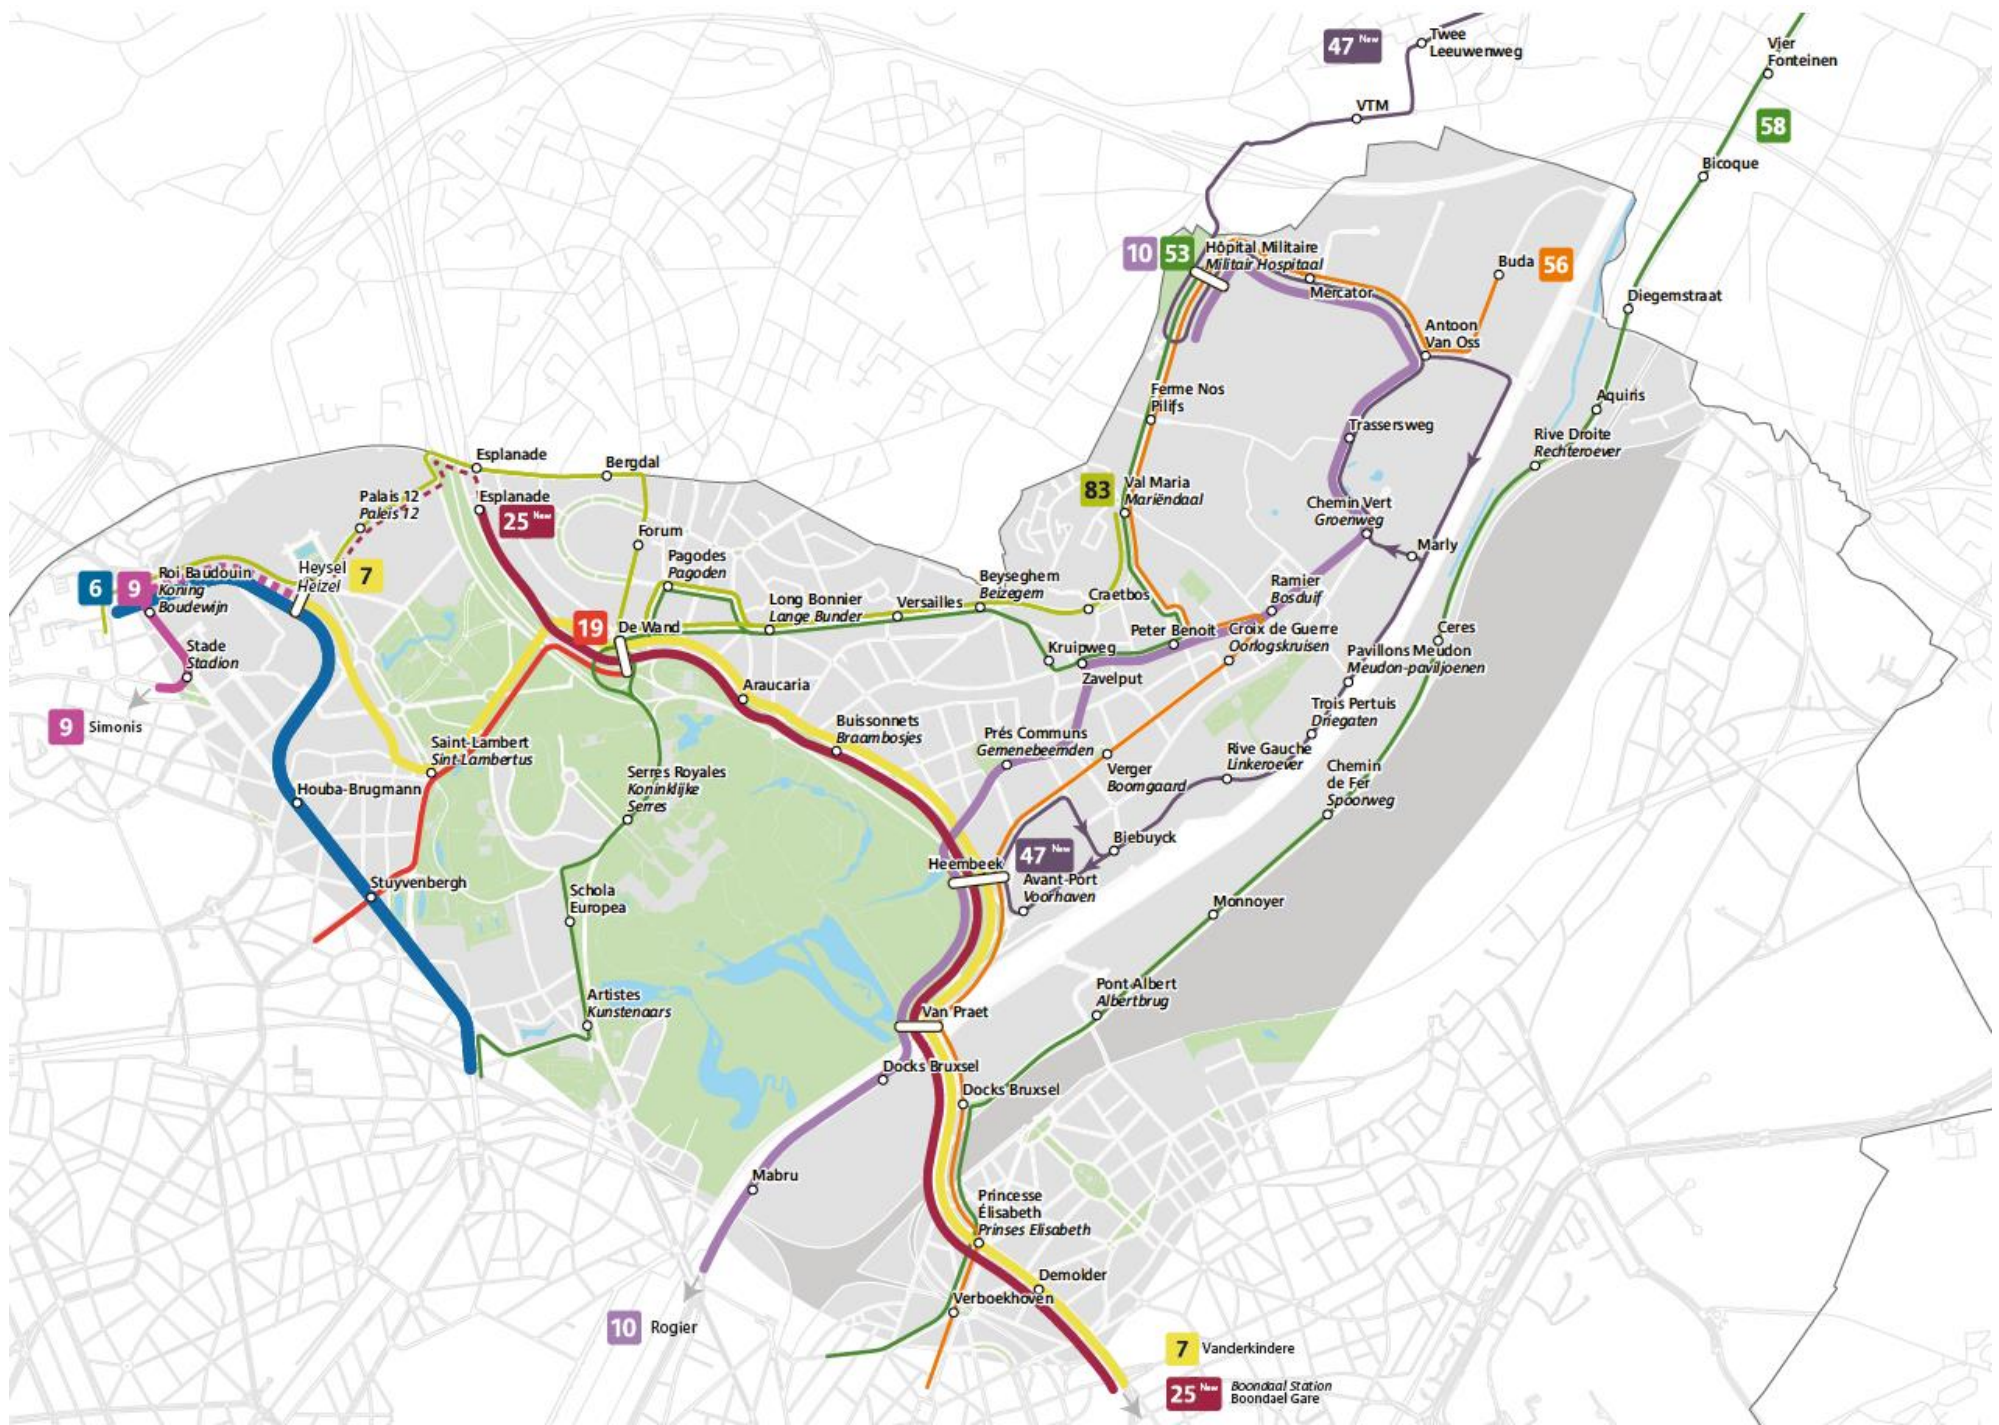 47 New
Twee
Leeuwenweg
Vier
Fonteinen
VTM
58
Bicoque
10
53
Hôpital Militaire
Militair Hospitaal
Buda
56
Mercator
Diegemstraat
Antoon
Van Oss
Ferme Nos
Pilifs
Aquiris
Trassersweg
Rive Droite
Rechteroever
Esplanade
Bergdal
83
Val Maria
Mariëndaal
Palais 12
Paleis 12
Esplanade
25 New
Chemin Vert
Groenweg
Forum
Marly
Pagodes
Pagoden
6
9
Roi Baudouin
Koning
Boudewijn
Heysel
Heizel
7
Beyseghem
Beizegem
Ramier
Bosduif
Long Bonnier
Lange Bunder
Versailles
Craetbos
19
De Wand
Peter Benoit
Croix de Guerre
Oorlogskruisen
Ceres
Stade
Stadion
Kruipweg
Zavelput
Pavillons Meudon
Meudon-paviljoenen
Araucaria
9
Simonis
Trois Pertuis
Driegaten
Buissonnets
Braambosjes
Prés Communs
Gemenebeemden
Saint-Lambert
Sint-Lambertus
Rive Gauche
Linkeroever
Serres Royales
Koninklijke
Serres
Verger
Boomgaard
Chemin
de Fer
Spoorweg
Houba-Brugmann
Biebuyck
Heembeek
47 New
Stuyvenbergh
Avant-Port
Voorhaven
Schola
Europea
Monnoyer
Artistes
Kunstenaars
Pont Albert
Albertbrug
Van Praet
Docks Bruxsel
Docks Bruxsel
Mabru
Princesse
Élisabeth
Prinses Elisabeth
Demolder
Verboekhoven
10
Rogier
7
Vanderkindere
25 New
Boondaal Station
Boondael Gare